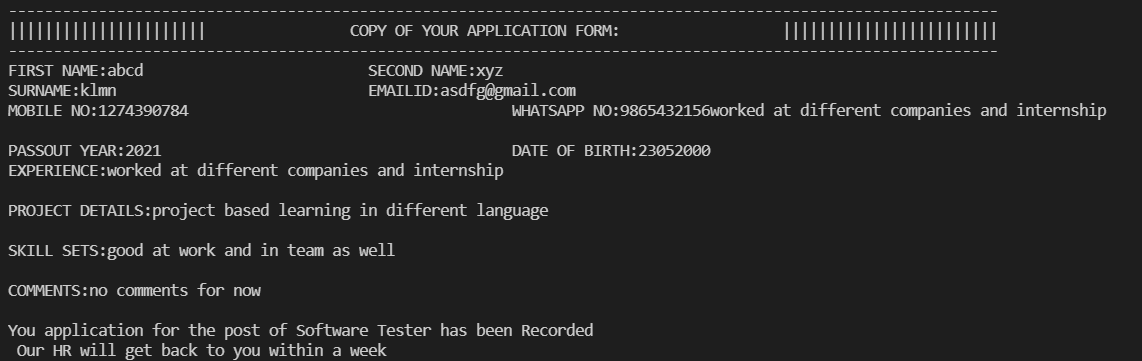 --------------------------------------------------------------------------------------------------------------
|||||||||||||||||||||| COPY OF YOUR APPLICATION FORM: ||||||||||||||||||||||||
--------------------------------------------------------------------------------------------------------------
FIRST NAME:abcd SECOND NAME:xyz
SURNAME:klmn EMAILID:asdfg@gmail.com
MOBILE NO:1274390784 WHATSAPP NO:9865432156worked at different companies and internship
PASSOUT YEAR:2021 DATE OF BIRTH:23052000
EXPERIENCE:worked at different companies and internship
PROJECT DETAILS:project based learning in different language
SKILL SETS:good at work and in team as well
COMMENTS:no comments for now
You application for the post of Software Tester has been Recorded
Our HR will get back to you within a week